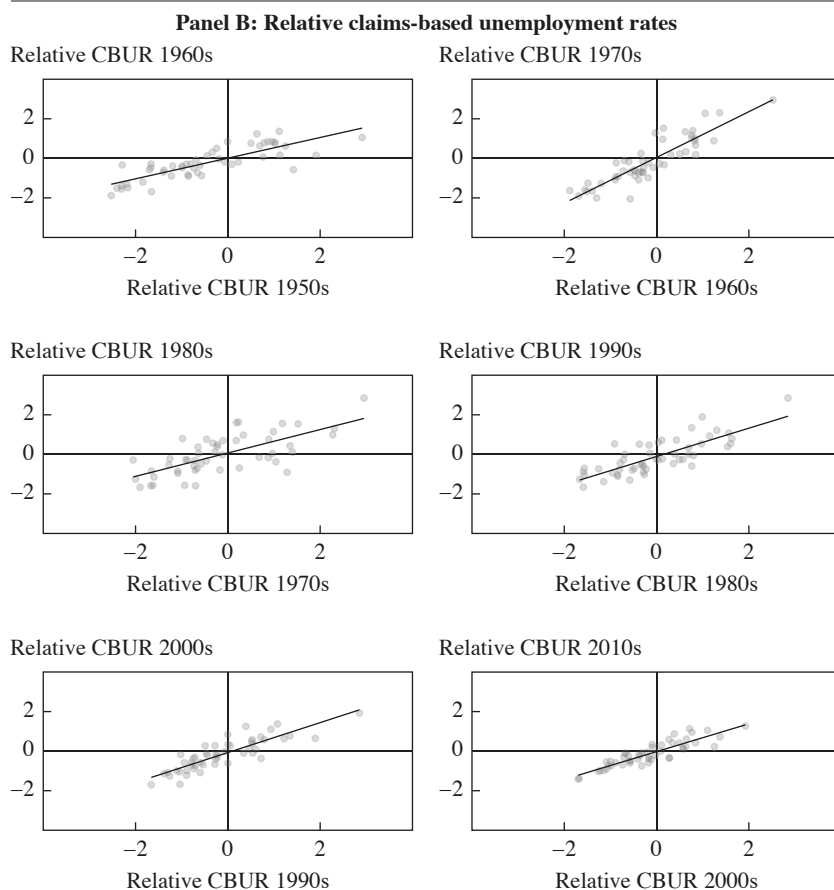 Panel B: Relative claims-based unemployment rates
Relative CBUR 1960s
2
0
−2
−2 0 2
Relative CBUR 1950s
Relative CBUR 1970s
2
0
−2
−2 0 2
Relative CBUR 1960s
Relative CBUR 1980s
2
0
−2
−2 0 2
Relative CBUR 1970s
Relative CBUR 1990s
2
0
−2
−2 0 2
Relative CBUR 1980s
Relative CBUR 2000s
2
0
−2
−2 0 2
Relative CBUR 1990s
Relative CBUR 2010s
2
0
−2
−2 0 2
Relative CBUR 2000s